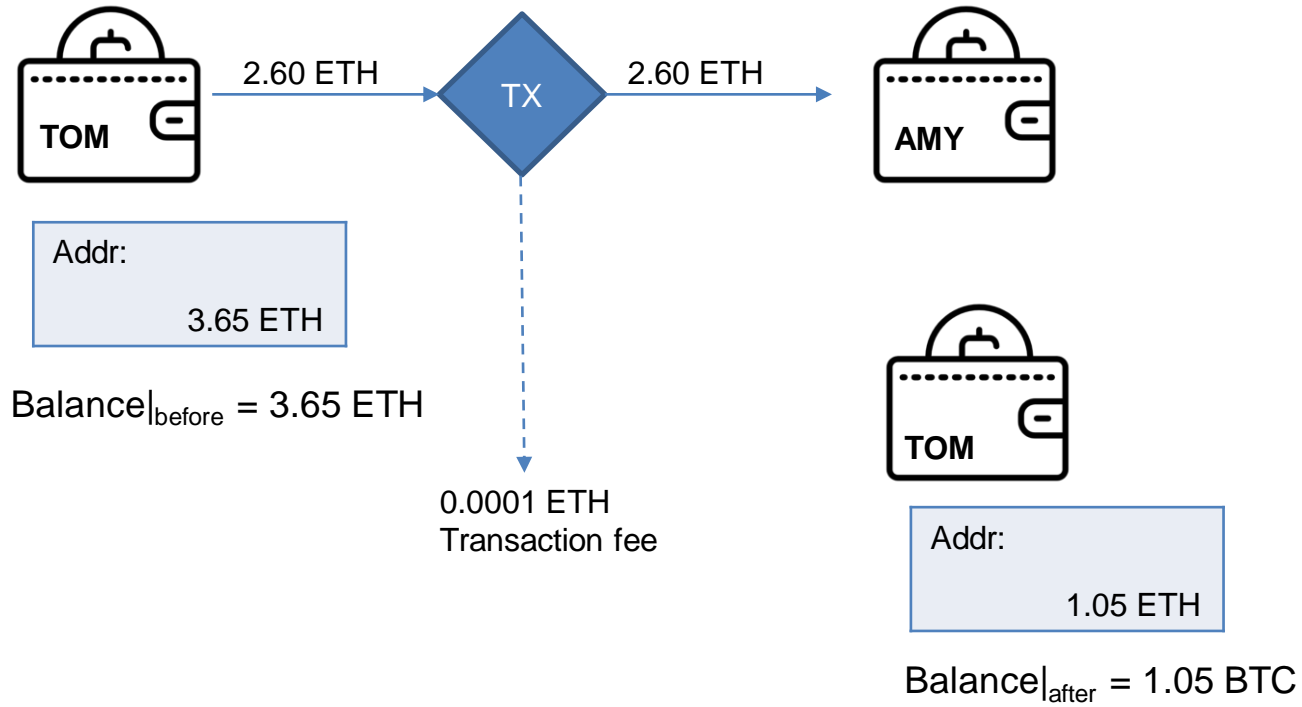 2.60 ETH
TX
2.60 ETH
TOM
AMY
Addr:
3.65 ETH
Balance|before = 3.65 ETH
0.0001 ETH
Transaction fee
TOM
Addr:
1.05 ETH
Balance|after = 1.05 BTC